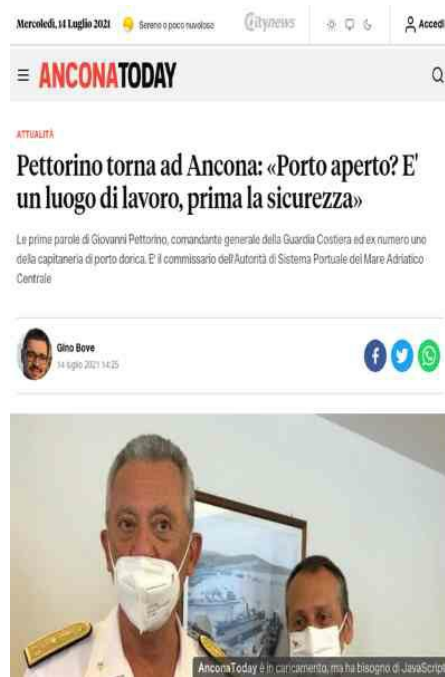 Mercoledì, 14 Luglio 2021 Sereno o poco nuvoloso Citynews Accedi
ANCONATODAY
ATTUALITÀ
Pettorino torna ad Ancona: «Porto aperto? E'
un luogo di lavoro, prima la sicurezza»
Le prime parole di Giovanni Pettorino, comandante generale della Guardia Costiera ed ex numero uno
della capitaneria di porto dorica. E' il commissario dell'Autorità di Sistema Portuale del Mare Adriatico
Centrale
Gino Bove
14 luglio 2021 14:25
AnconaToday è in caricamento, ma ha bisogno di JavaScript